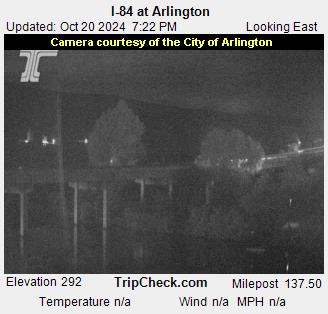 I-84 at Arlington
Updated: Oct 20 2024 7:22 PM Looking East
Camera courtesy of the City of Arlington
Elevation 292 TripCheck.com Milepost 137.50
Temperature n/a Wind n/a MPH n/a